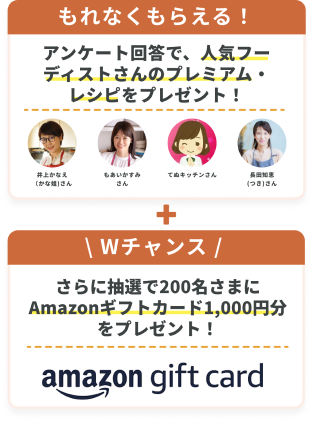 もれなくもらえる！
アンケート回答で、人気フー
ディストさんのプレミアム・
レシピをプレゼント！
井上かなえ
(かな姐)さん
もあいかすみ
さん
てぬキッチンさん
長田知恵
(つき)さん
+
\ Wチャンス /
さらに抽選で200名さまに
Amazonギフトカード1,000円分
をプレゼント！
amazon gift card